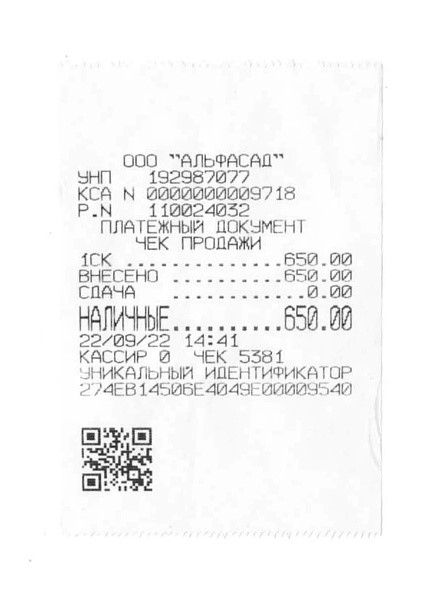 ООО "АЛЬФАСАД"
УНП 192987077
КСА N 0000000009718
Р.N 110024032
ПЛАТЕЖНЫЙ ДОКУМЕНТ
ЧЕК ПРОДАЖИ
1СК ..............650.00
ВНЕСЕНО ...........650.00
СДАЧА ............0.00
НАЛИЧНЫЕ..........650.00
22/09/22 14:41
КАССИР 0 ЧЕК 5381
УНИКАЛЬНЫЙ ИДЕНТИФИКАТОР
274EB14506E4049E00009540